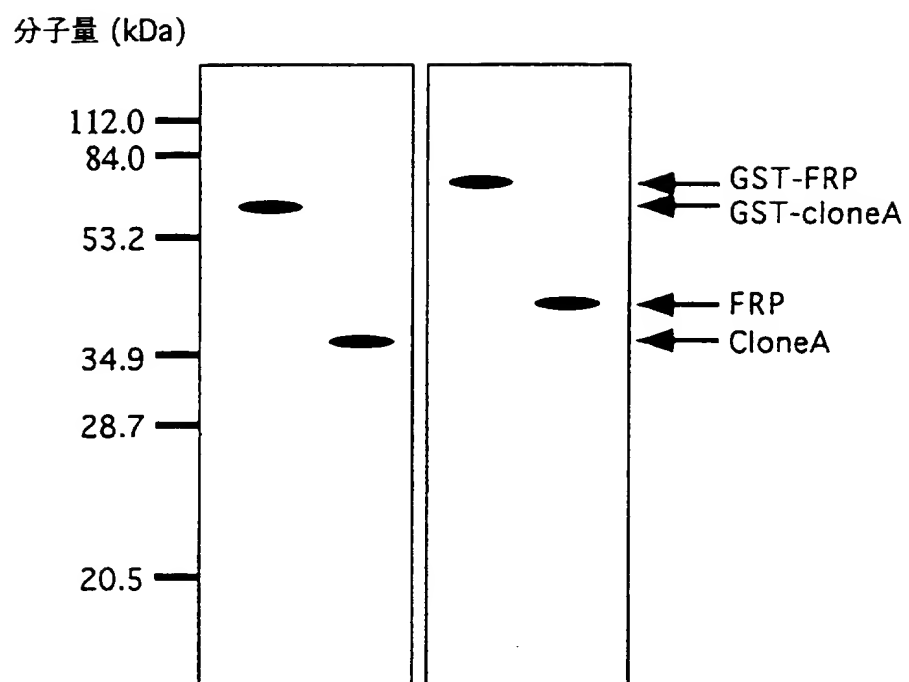 分子量 (kDa)
112.0
84.0
53.2
34.9
28.7
20.5
GST-FRP
GST-cloneA
FRP
CloneA